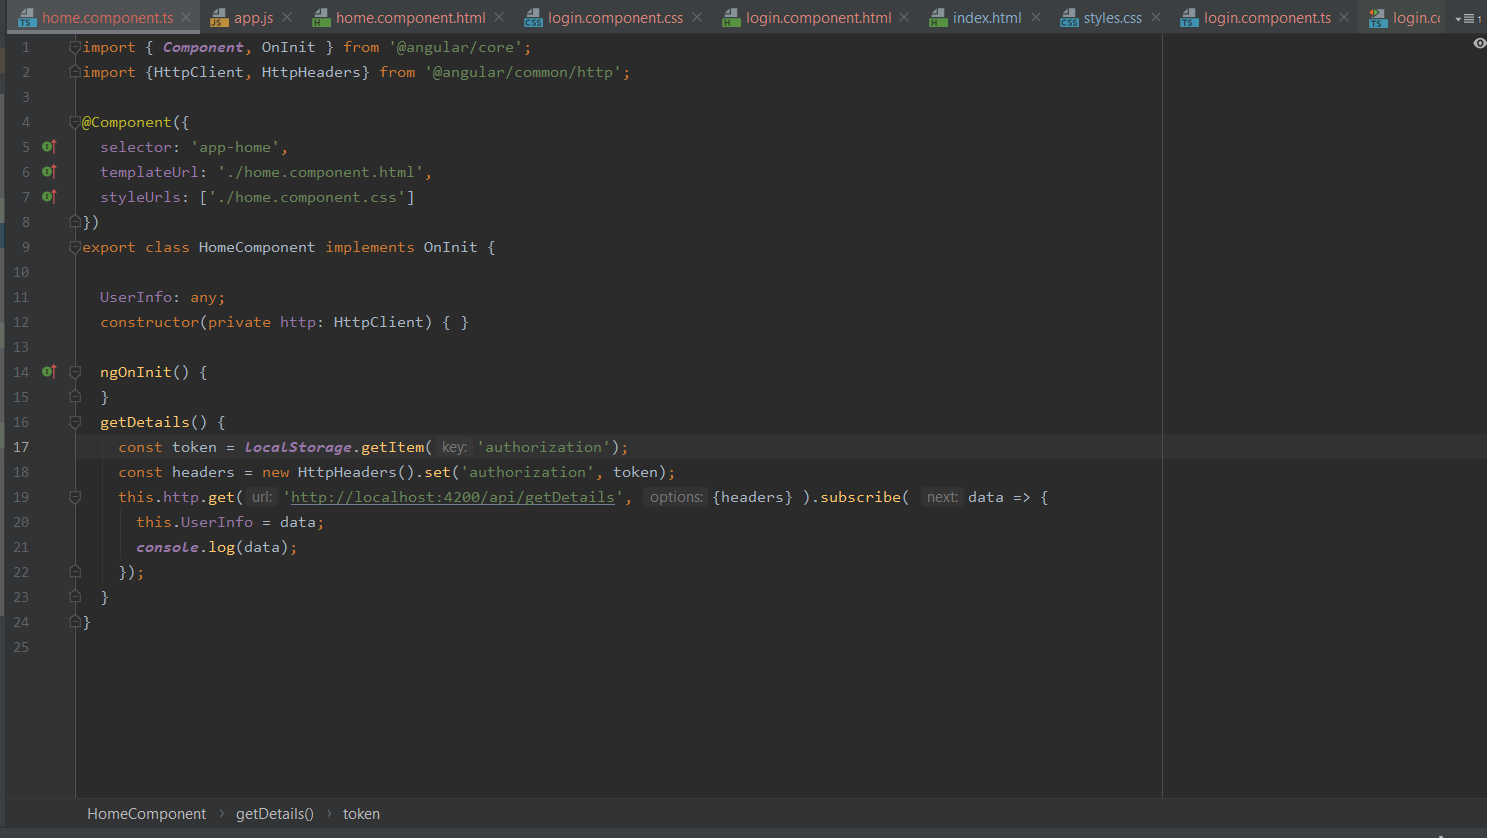 home.component.ts app.js home.component.html login.component.css login.component.html index.html styles.css login.component.ts login.c 1
1 import { Component, OnInit } from '@angular/core';
2 import {HttpClient, HttpHeaders} from '@angular/common/http';
3
4 @Component({
5 selector: 'app-home',
6 templateUrl: './home.component.html',
7 styleUrls: ['./home.component.css']
8 })
9 export class HomeComponent implements OnInit {
10
11 UserInfo: any;
12 constructor(private http: HttpClient) { }
13
14 ngOnInit() {
15 }
16 getDetails() {
17 const token = localStorage.getItem( key: 'authorization');
18 const headers = new HttpHeaders().set('authorization', token);
19 this.http.get( url: 'http://localhost:4200/api/getDetails', options: {headers} ).subscribe( next: data => {
20 this.UserInfo = data;
21 console.log(data);
22 });
23 }
24 }
25
HomeComponent › getDetails() › token